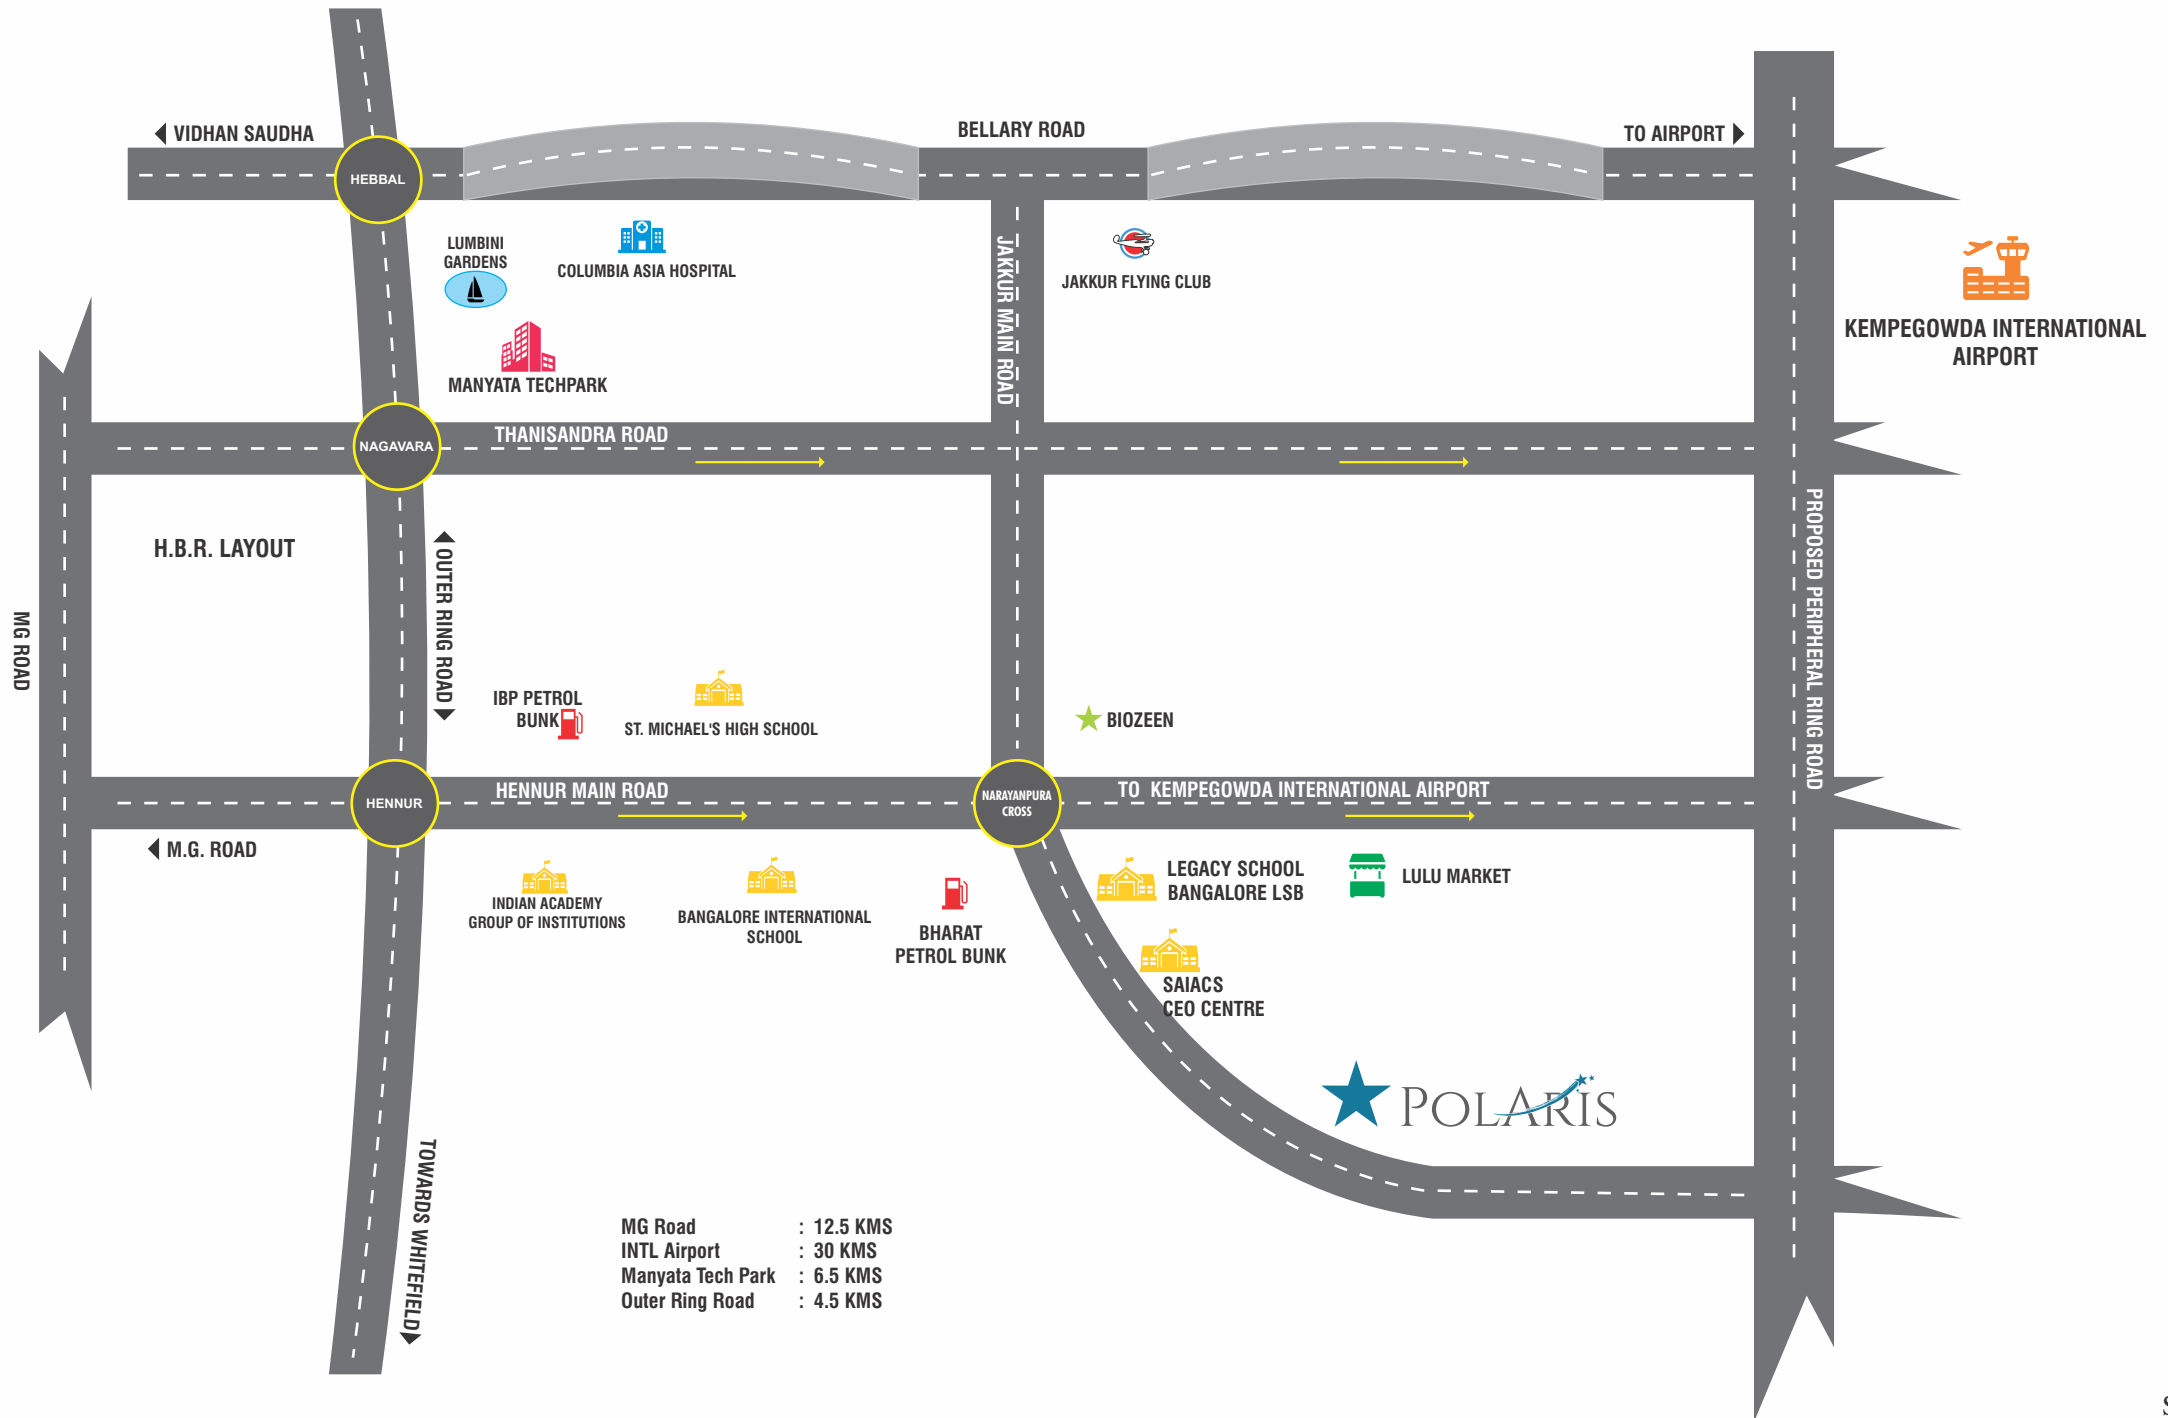 VIDHAN SAUDHA
BELLARY ROAD
TO AIRPORT
HEBBAL
LUMBINI
GARDENS
COLUMBIA ASIA HOSPITAL
JAKKUR MAIN ROAD
JAKKUR FLYING CLUB
KEMPEGOWDA INTERNATIONAL
AIRPORT
MANYATA TECHPARK
NAGAVARA
THANISANDRA ROAD
H.B.R. LAYOUT
OUTER RING ROAD
PROPOSED PERIPHERAL RING ROAD
MG ROAD
IBP PETROL
BUNK
ST. MICHAEL'S HIGH SCHOOL
BIOZEEN
HENNUR
HENNUR MAIN ROAD
NARAYANPURA
CROSS
TO KEMPEGOWDA INTERNATIONAL AIRPORT
M.G. ROAD
INDIAN ACADEMY
GROUP OF INSTITUTIONS
BANGALORE INTERNATIONAL
SCHOOL
BHARAT
PETROL BUNK
LEGACY SCHOOL
BANGALORE LSB
LULU MARKET
SAIACS
CEO CENTRE
POLARIS
TOWARDS WHITEFIELD
MG Road : 12.5 KMS
INTL Airport : 30 KMS
Manyata Tech Park : 6.5 KMS
Outer Ring Road : 4.5 KMS